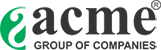 acme®
GROUP OF COMPANIES